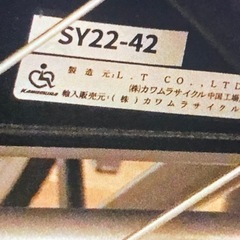 SY22-42
製造元:L.T CO.,LTD
(株)カワムラサイクル中国工場
KAWAMURA
輸入販売元:(株)カワムラサイクル